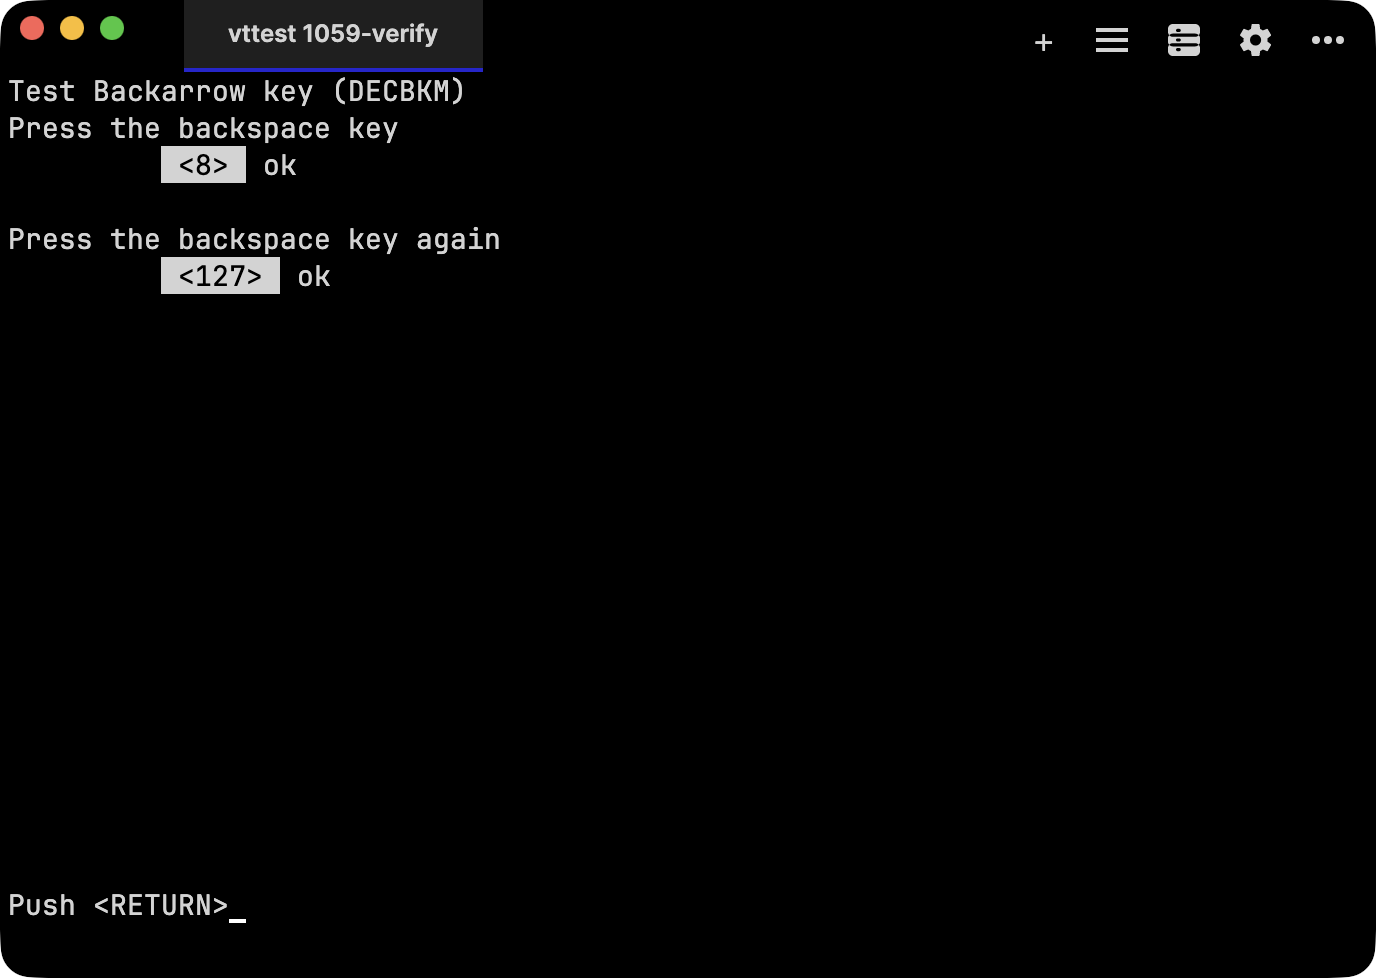 vttest 1059-verify
Test Backarrow key (DECBKM)
Press the backspace key
<8> ok
Press the backspace key again
<127> ok
Push <RETURN>